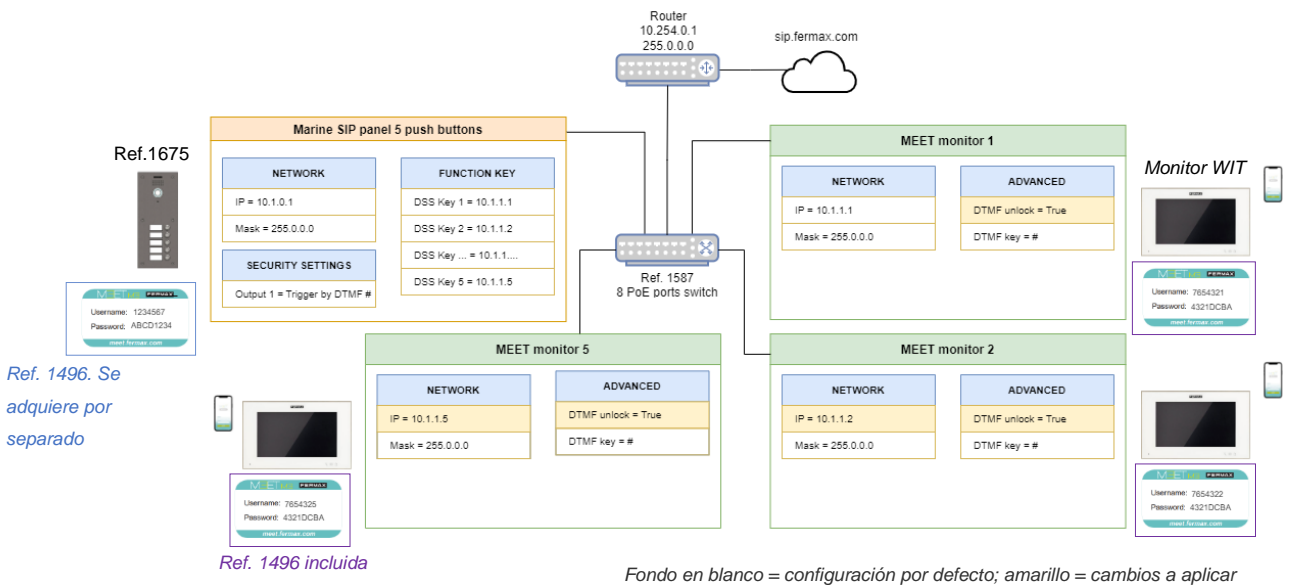 Router
10.254.0.1
255.0.0.0
sip.fermax.com
Marine SIP panel 5 push buttons
NETWORK
IP = 10.1.0.1
Mask = 255.0.0.0
SECURITY SETTINGS
Output 1 = Trigger by DTMF #
FUNCTION KEY
DSS Key 1 = 10.1.1.1
DSS Key 2 = 10.1.1.2
DSS Key ... = 10.1.1....
DSS Key 5 = 10.1.1.5
Ref.1675
MEET FERMAX
Username: 1234567
Password: ABCD1234
meet.fermax.com
Ref. 1496. Se
adquiere por
separado
Ref. 1587
8 PoE ports switch
MEET monitor 1
NETWORK
IP = 10.1.1.1
Mask = 255.0.0.0
ADVANCED
DTMF unlock = True
DTMF key = #
Monitor WIT
MEET FERMAX
Username: 7654321
Password: 4321DCBA
meet.fermax.com
MEET monitor 5
NETWORK
IP = 10.1.1.5
Mask = 255.0.0.0
ADVANCED
DTMF unlock = True
DTMF key = #
MEET FERMAX
Username: 7654325
Password: 4321DCBA
meet.fermax.com
Ref. 1496 incluida
MEET monitor 2
NETWORK
IP = 10.1.1.2
Mask = 255.0.0.0
ADVANCED
DTMF unlock = True
DTMF key = #
MEET FERMAX
Username: 7654322
Password: 4321DCBA
meet.fermax.com
Fondo en blanco = configuración por defecto; amarillo = cambios a aplicar